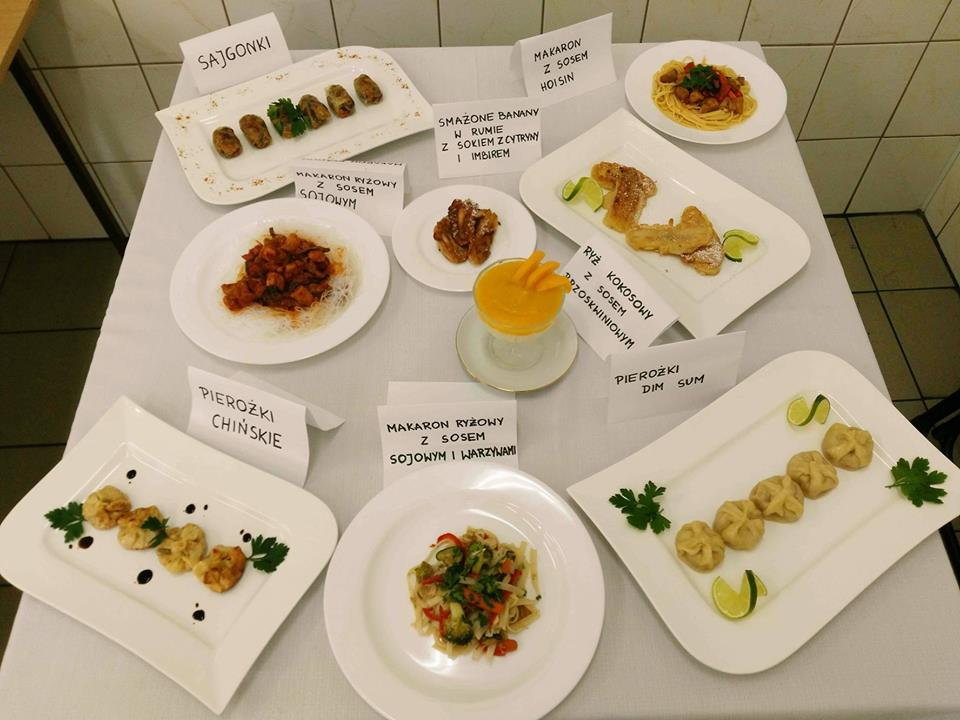 SAJGONKI
MAKARON
Z SOSEM
HOISIN
SMAŻONE BANANY
W RUMIE
Z SOKIEM Z CYTRYNY
I IMBIREM
MAKARON RYŻOWY
Z SOSEM
SOJOWYM
RYŻ KOKOSOWY
Z SOSEM
BRZOSKWINIOWYM
PIEROŻKI
DIM SUM
PIEROŻKI
CHIŃSKIE
MAKARON RYŻOWY
Z SOSEM
SOJOWYM I WARZYWAMI